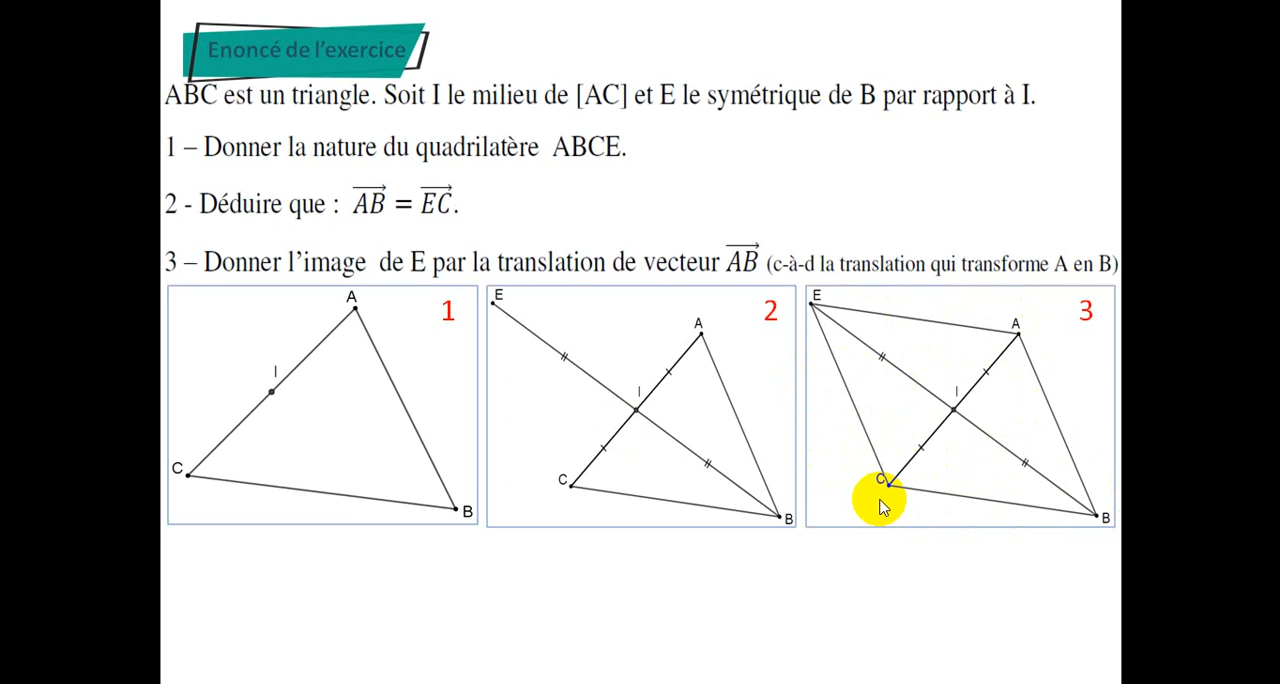 Enoncé de l'exercice
ABC est un triangle. Soit I le milieu de [AC] et E le symétrique de B par rapport à I.
1 – Donner la nature du quadrilatère ABCE.
2 - Déduire que : $\overrightarrow{AB} = \overrightarrow{EC}$.
3 – Donner l'image de E par la translation de vecteur $\overrightarrow{AB}$ (c-à-d la translation qui transforme A en B)
A
1
I
C
B
E
2
A
I
C
B
E
3
A
I
C
B